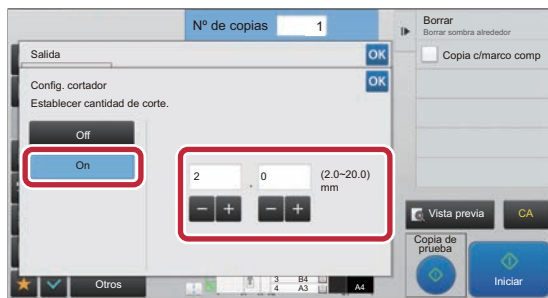 Nº de copias 1
Salida
OK
Config. cortador
OK
Establecer cantidad de corte.
Off
On
2 . 0 (2.0~20.0)
mm
Borrar
Borrar sombra alrededor
Copia c/marco comp
Vista previa
CA
Copia de
prueba
Iniciar
Otros
3 B4
4 A3
A4